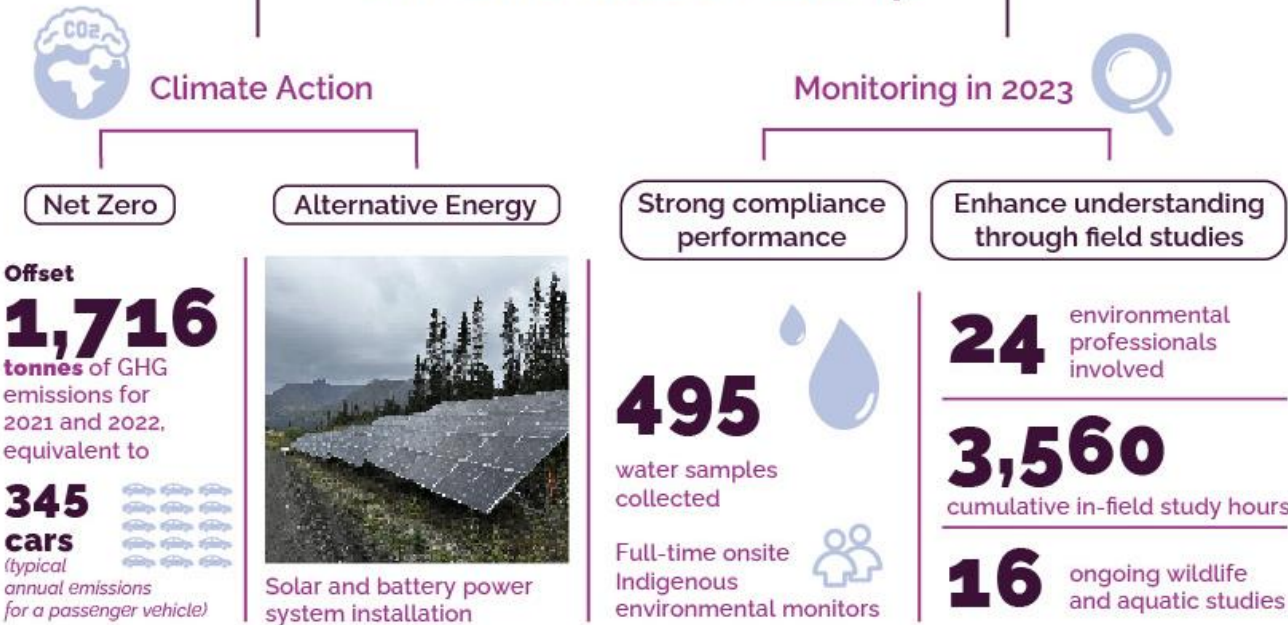 CO2
Climate Action
Monitoring in 2023
Net Zero
Offset
1,716
tonnes of GHG
emissions for
2021 and 2022,
equivalent to
345
cars
(typical
annual emissions
for a passenger vehicle)
Alternative Energy
Solar and battery power
system installation
Strong compliance
performance
495
water samples
collected
Full-time onsite
Indigenous
environmental monitors
Enhance understanding
through field studies
24
environmental
professionals
involved
3,560
cumulative in-field study hours
16
ongoing wildlife
and aquatic studies